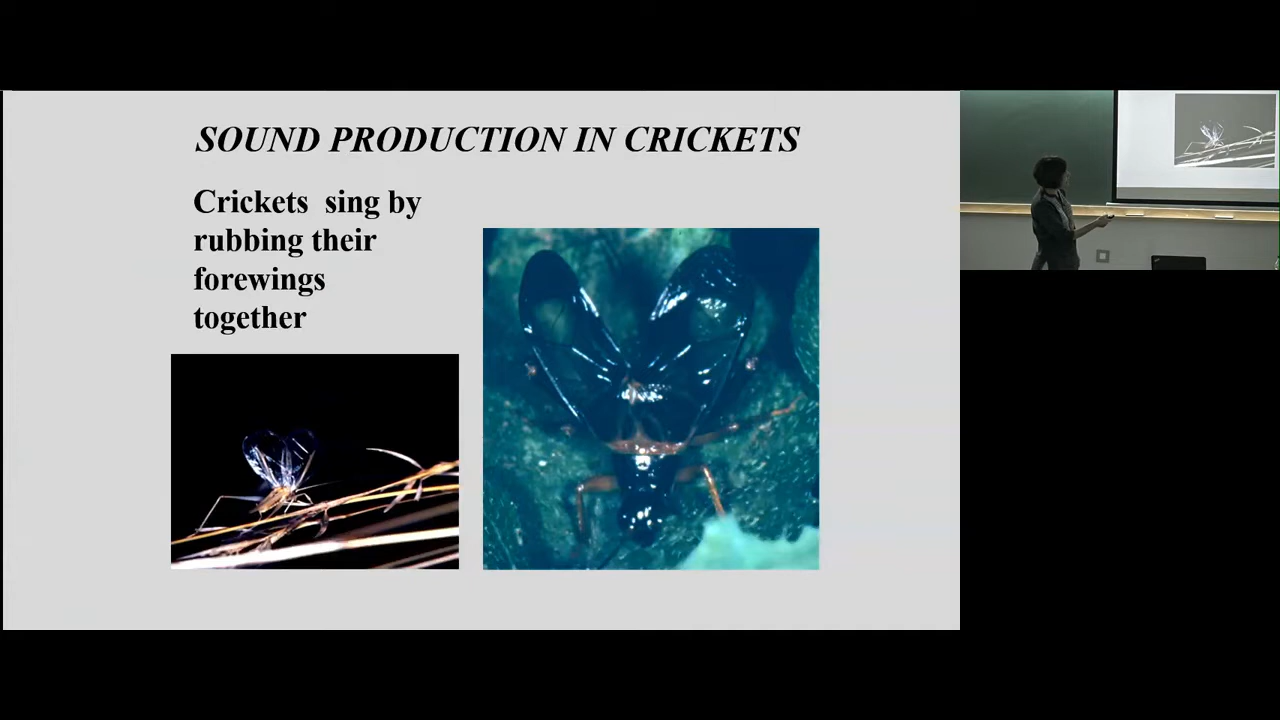 SOUND PRODUCTION IN CRICKETS
Crickets sing by
rubbing their
forewings
together